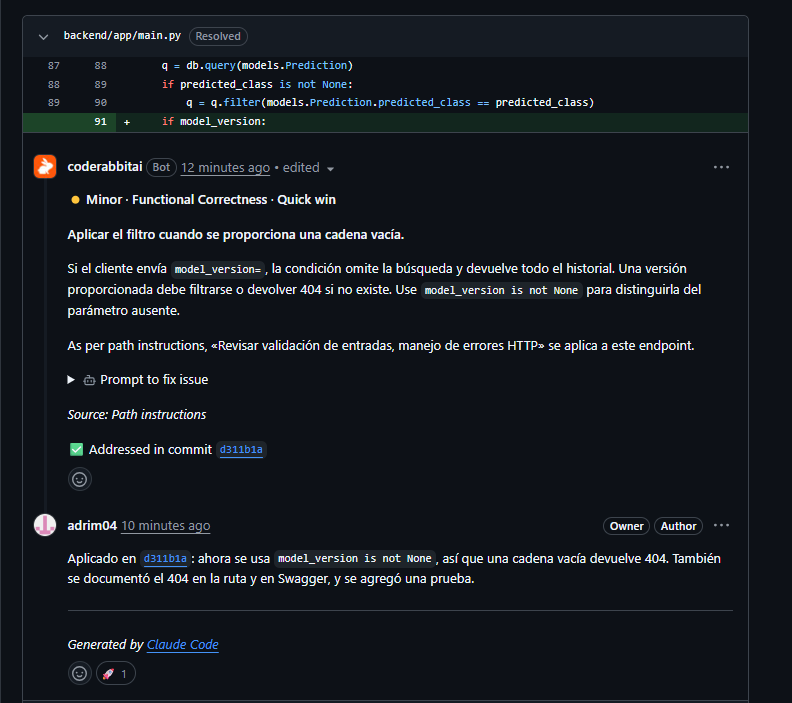 backend/app/main.py Resolved
87 88 q = db.query(models.Prediction)
88 89 if predicted_class is not None:
89 90 q = q.filter(models.Prediction.predicted_class == predicted_class)
91 + if model_version:
coderabbitai Bot 12 minutes ago • edited
Minor · Functional Correctness · Quick win
Aplicar el filtro cuando se proporciona una cadena vacía.
Si el cliente envía model_version=, la condición omite la búsqueda y devuelve todo el historial. Una versión
proporcionada debe filtrarse o devolver 404 si no existe. Use model_version is not None para distinguirla del
parámetro ausente.
As per path instructions, «Revisar validación de entradas, manejo de errores HTTP» se aplica a este endpoint.
Prompt to fix issue
Source: Path instructions
Addressed in commit d311b1a
adrim04 10 minutes ago Owner Author
Aplicado en d311b1a: ahora se usa model_version is not None, así que una cadena vacía devuelve 404. También
se documentó el 404 en la ruta y en Swagger, y se agregó una prueba.
Generated by Claude Code
1